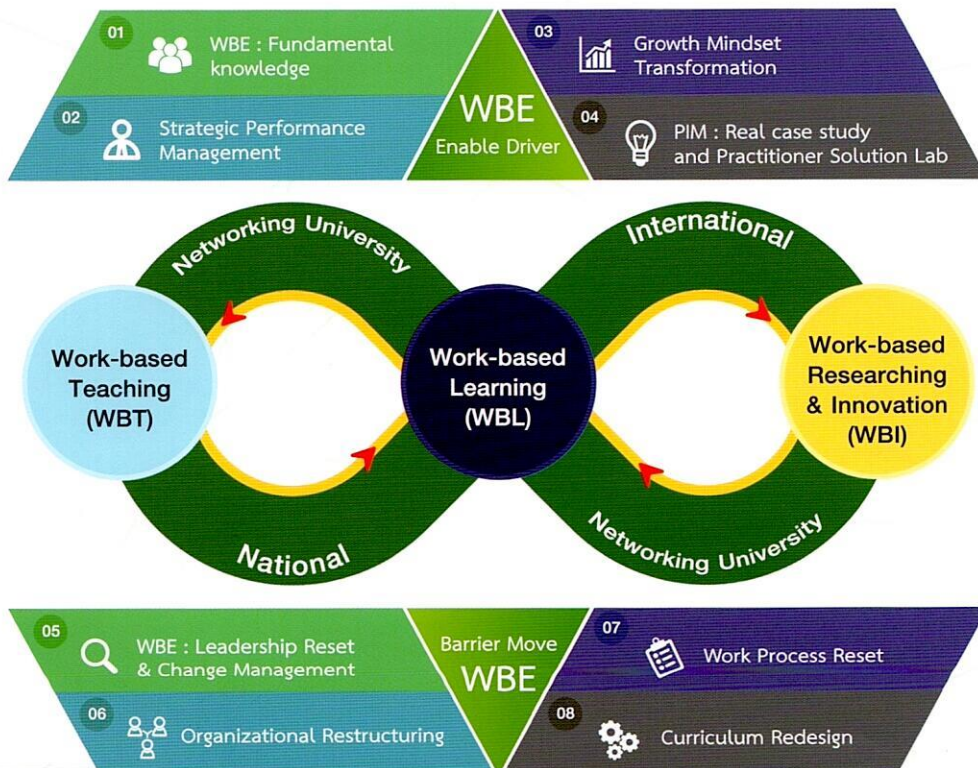 01
WBE : Fundamental
knowledge
02
Strategic Performance
Management
WBE
Enable Driver
03
Growth Mindset
Transformation
04
PIM : Real case study
and Practitioner Solution Lab
Networking University
International
Work-based
Teaching
(WBT)
Work-based
Learning
(WBL)
Work-based
Researching
& Innovation
(WBI)
National
Networking University
05
WBE : Leadership Reset
& Change Management
06
Organizational Restructuring
Barrier Move
WBE
07
Work Process Reset
08
Curriculum Redesign